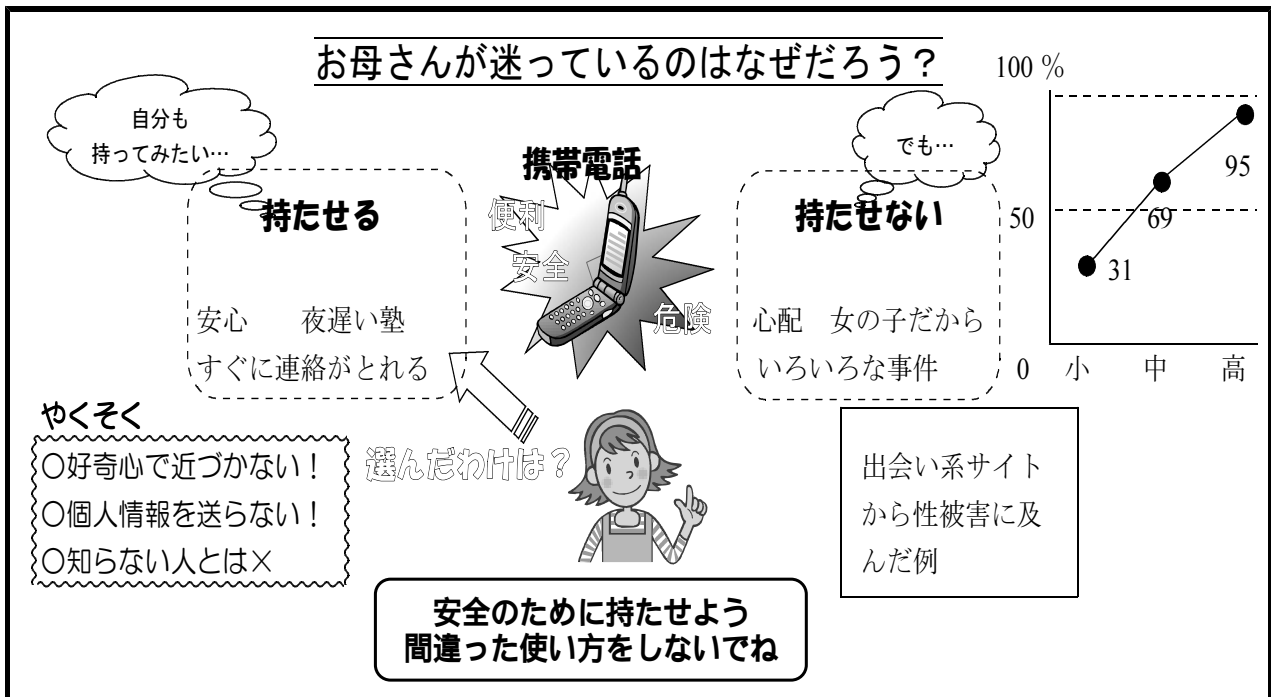 お母さんが迷っているのはなぜだろう？
自分も
持ってみたい…
持たせる
安心　夜遅い塾
すぐに連絡がとれる
携帯電話
便利
安全
危険
でも…
持たせない
心配　女の子だから
いろいろな事件
100 %
50
0
31
69
95
小　中　高
やくそく
○好奇心で近づかない！
○個人情報を送らない！
○知らない人とは×
選んだわけは？
出会い系サイト
から性被害に及
んだ例
安全のために持たせよう
間違った使い方をしないでね